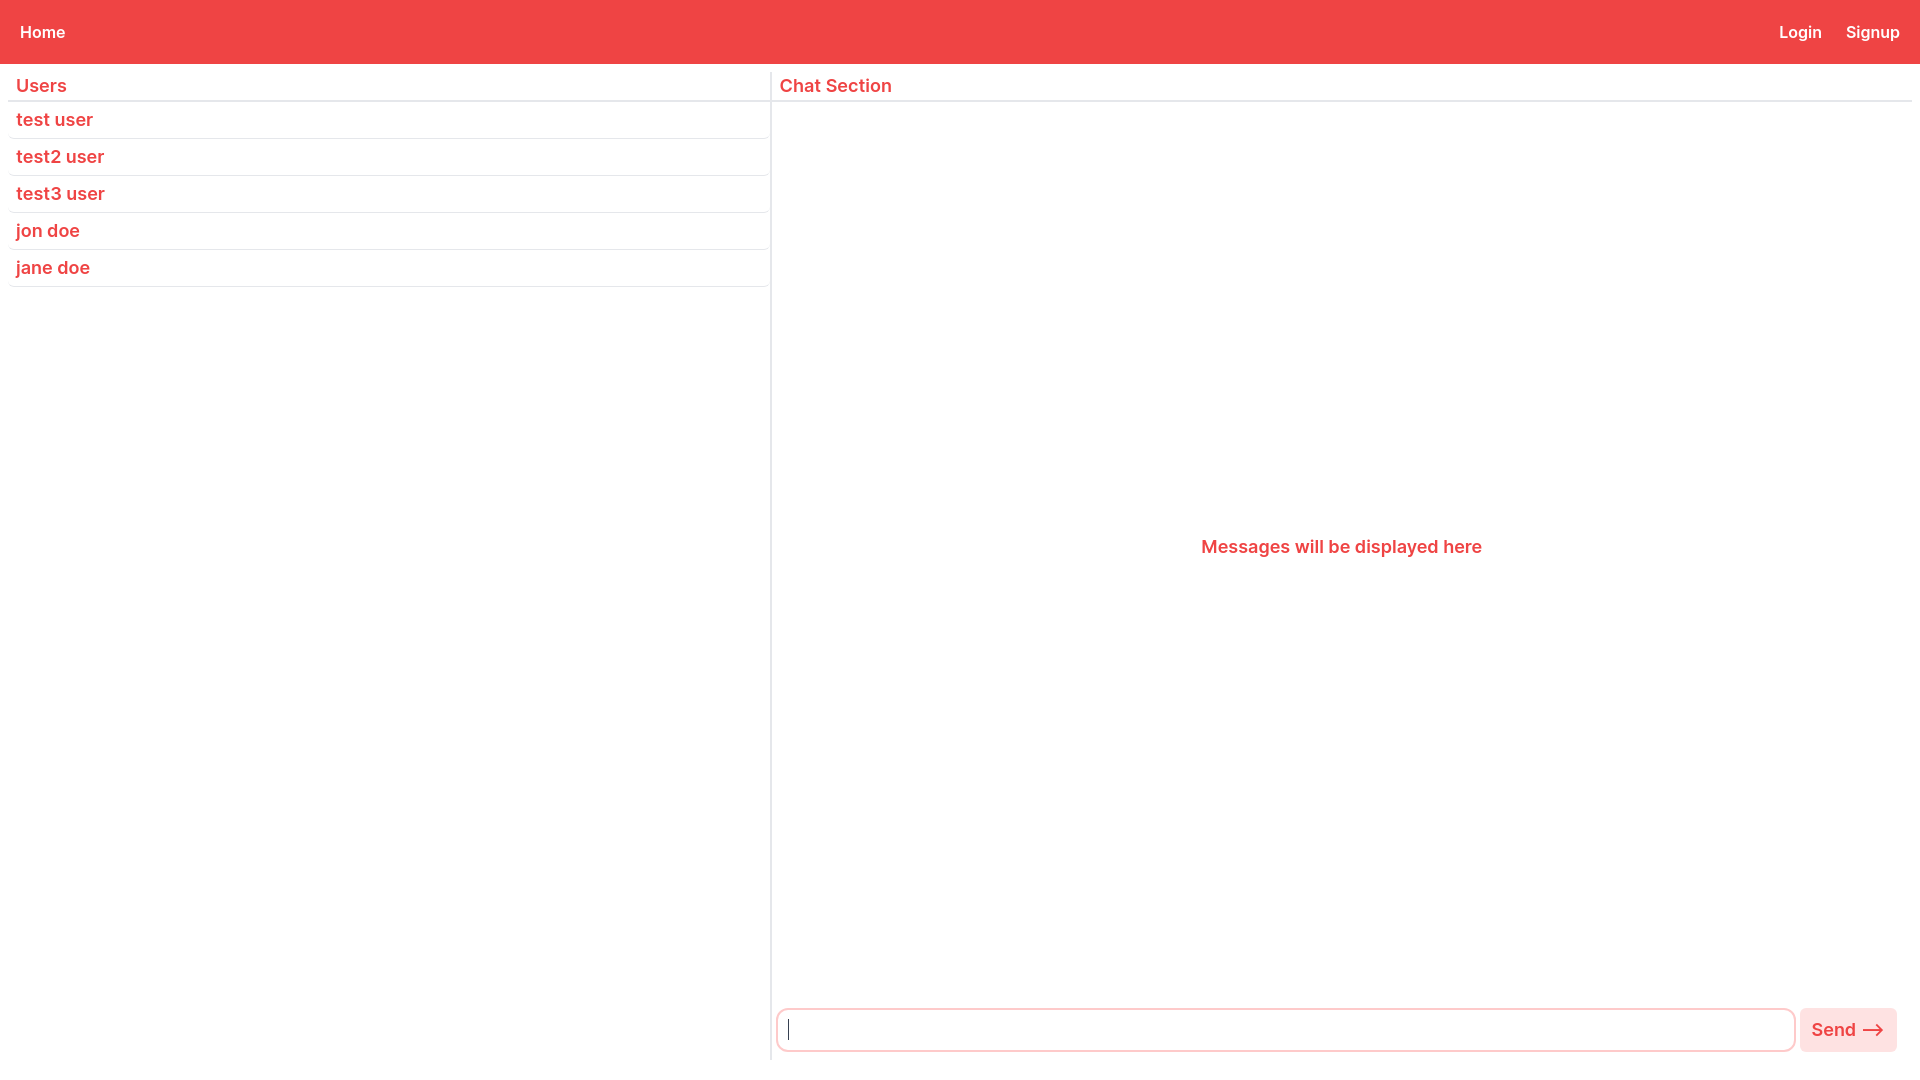 Home
Login
Signup
Users
test user
test2 user
test3 user
jon doe
jane doe
Chat Section
Messages will be displayed here
Send